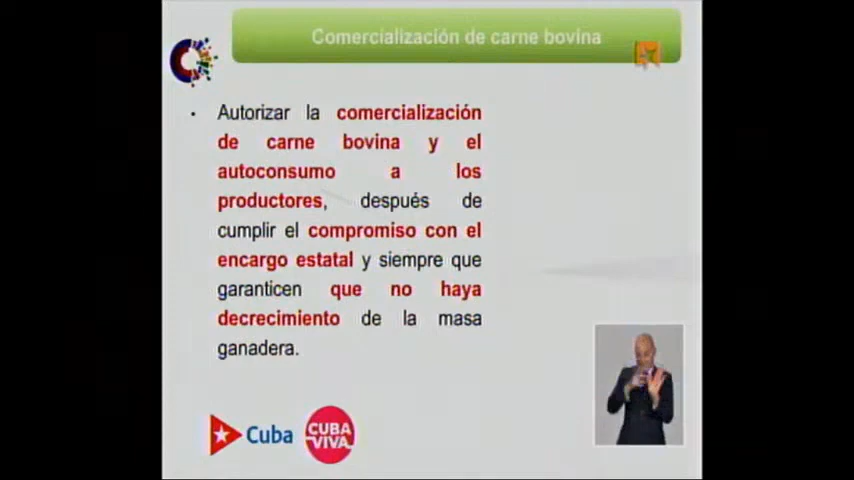 Comercialización de carne bovina
• Autorizar la comercialización
de carne bovina y el
autoconsumo a los
productores, después de
cumplir el compromiso con el
encargo estatal y siempre que
garanticen que no haya
decrecimiento de la masa
ganadera.
Cuba
CUBA
VIVA